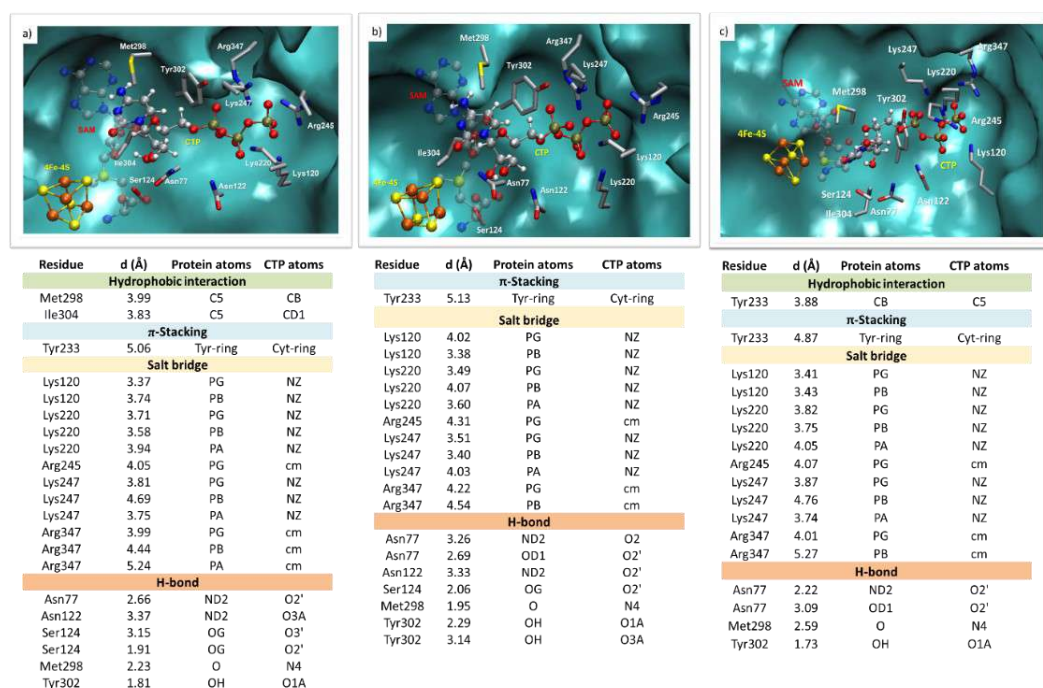 a)
Met298
Arg347
Tyr302
Lys247
SAM
Arg245
CTP
Ile304
4Fe-4S
Lys220
Ser124
Asn77
Asn122
Lys120
Residue d (Å) Protein atoms CTP atoms
Hydrophobic interaction
Met298 3.99 C5 CB
Ile304 3.83 C5 CD1
π-Stacking
Tyr233 5.06 Tyr-ring Cyt-ring
Salt bridge
Lys120 3.37 PG NZ
Lys120 3.74 PB NZ
Lys220 3.71 PG NZ
Lys220 3.58 PB NZ
Lys220 3.94 PA NZ
Arg245 4.05 PG cm
Lys247 3.81 PG NZ
Lys247 4.69 PB NZ
Lys247 3.75 PA NZ
Arg347 3.99 PG cm
Arg347 4.44 PB cm
Arg347 5.24 PA cm
H-bond
Asn77 2.66 ND2 O2'
Asn122 3.37 ND2 O3A
Ser124 3.15 OG O3'
Ser124 1.91 OG O2'
Met298 2.23 O N4
Tyr302 1.81 OH O1A
b)
Met298
Arg347
Tyr302
Lys247
SAM
Arg245
Ile304
CTP
Lys120
4Fe-4S
Asn77
Asn122
Lys220
Ser124
Residue d (Å) Protein atoms CTP atoms
π-Stacking
Tyr233 5.13 Tyr-ring Cyt-ring
Salt bridge
Lys120 4.02 PG NZ
Lys120 3.38 PB NZ
Lys220 3.49 PG NZ
Lys220 4.07 PB NZ
Lys220 3.60 PA NZ
Arg245 4.31 PG cm
Lys247 3.51 PG NZ
Lys247 3.40 PB NZ
Lys247 4.03 PA NZ
Arg347 4.22 PG cm
Arg347 4.54 PB cm
H-bond
Asn77 3.26 ND2 O2
Asn77 2.69 OD1 O2'
Asn122 3.33 ND2 O2'
Ser124 2.06 OG O2'
Met298 1.95 O N4
Tyr302 2.29 OH O1A
Tyr302 3.14 OH O3A
c)
Lys247
Arg347
Lys220
SAM
Met298
Tyr302
Arg245
4Fe-4S
Lys120
CTP
Ser124
Asn122
Ile304
Asn77
Residue d (Å) Protein atoms CTP atoms
Hydrophobic interaction
Tyr233 3.88 CB C5
π-Stacking
Tyr233 4.87 Tyr-ring Cyt-ring
Salt bridge
Lys120 3.41 PG NZ
Lys120 3.43 PB NZ
Lys220 3.82 PG NZ
Lys220 3.75 PB NZ
Lys220 4.05 PA NZ
Arg245 4.07 PG cm
Lys247 3.87 PG NZ
Lys247 4.76 PB NZ
Lys247 3.74 PA NZ
Arg347 4.01 PG cm
Arg347 5.27 PB cm
H-bond
Asn77 2.22 ND2 O2'
Asn77 3.09 OD1 O2'
Met298 2.59 O N4
Tyr302 1.73 OH O1A